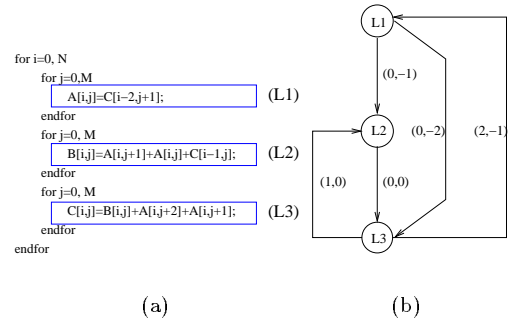 for i=0, N
for j=0,M
A[i,j]=C[i-2,j+1];
(L1)
endfor
for j=0, M
B[i,j]=A[i,j+1]+A[i,j]+C[i-1,j];
(L2)
endfor
for j=0, M
C[i,j]=B[i,j]+A[i,j+2]+A[i,j+1];
(L3)
endfor
endfor
(a)
L1
(0,-1)
L2
(0,-2)
(2,-1)
(1,0)
(0,0)
L3
(b)